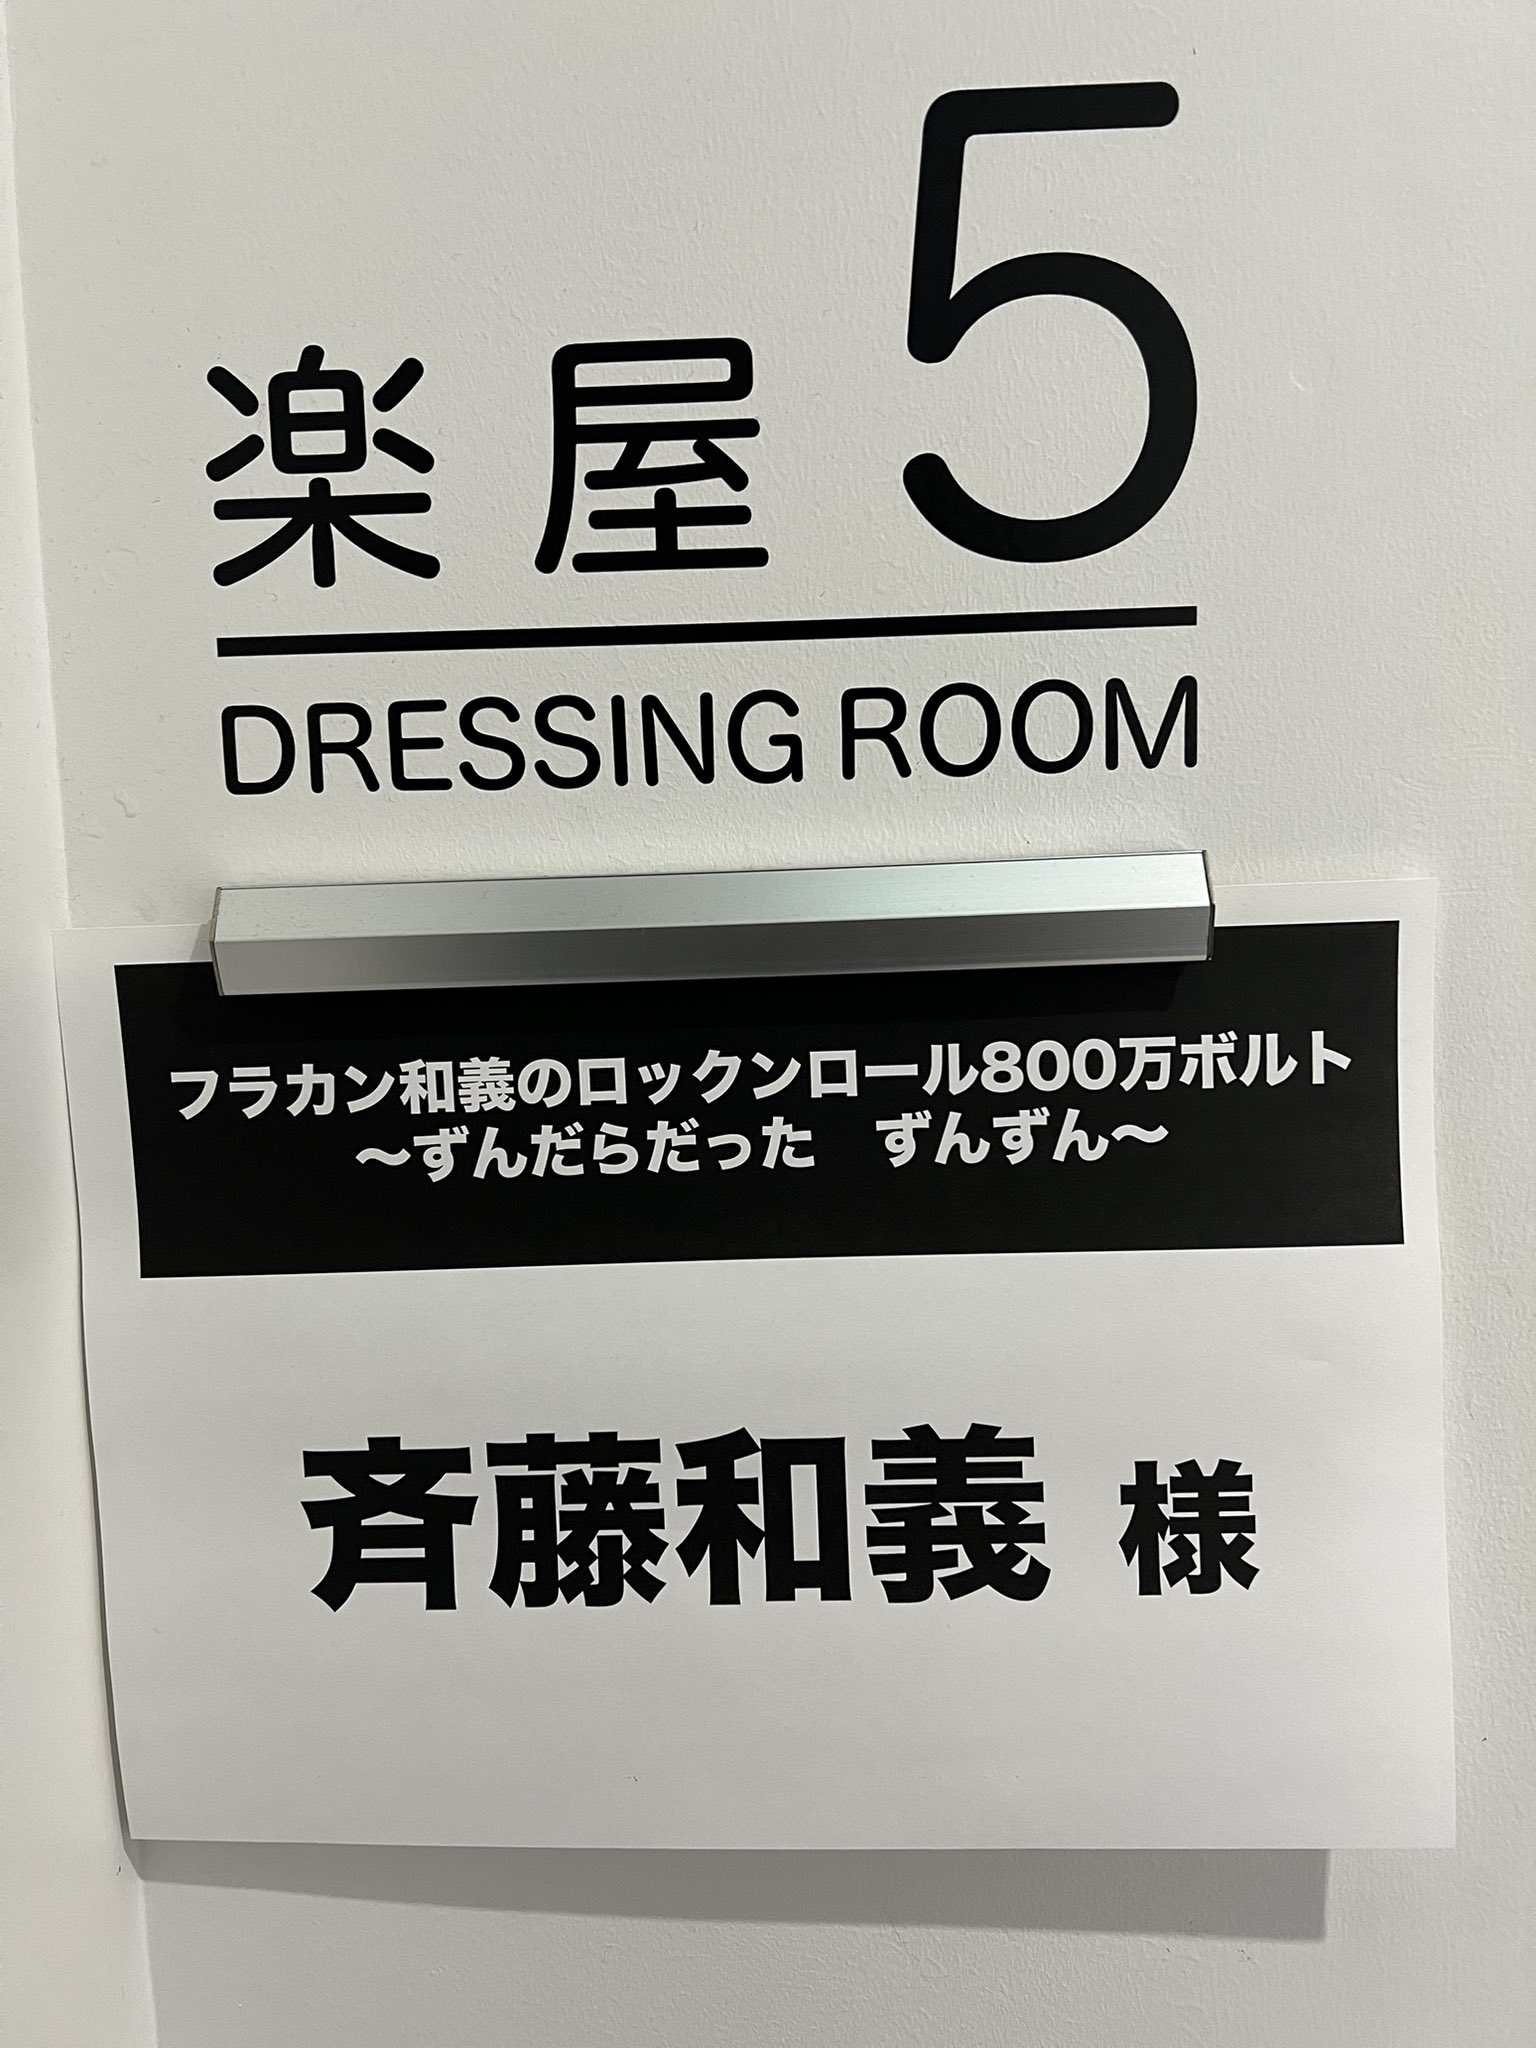 楽屋5
DRESSING ROOM
フラカン和義のロックンロール800万ボルト
～ずんだらだった　ずんずん～
斉藤和義 様